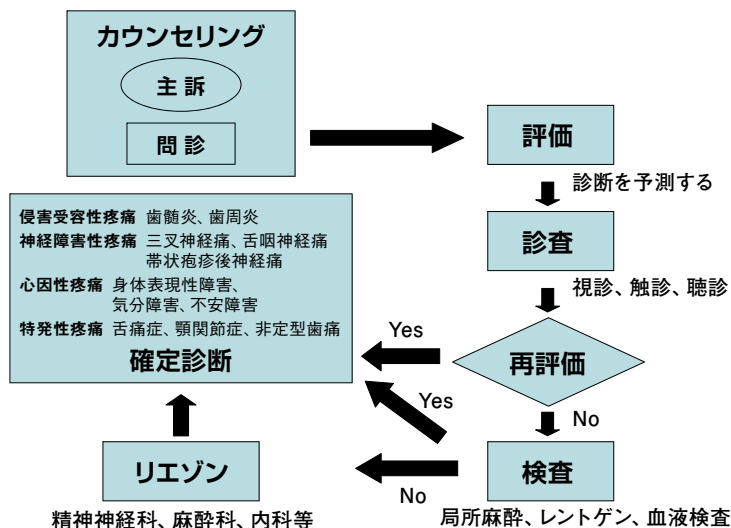 カウンセリング
主訴
問診
評価
診断を予測する
診査
視診、触診、聴診
再評価
Yes
No
Yes
検査
局所麻酔、レントゲン、血液検査
No
リエゾン
精神神経科、麻酔科、内科等
侵害受容性疼痛 歯髄炎、歯周炎
神経障害性疼痛 三叉神経痛、舌咽神経痛
帯状疱疹後神経痛
心因性疼痛 身体表現性障害、
気分障害、不安障害
特発性疼痛 舌痛症、顎関節症、非定型歯痛
確定診断